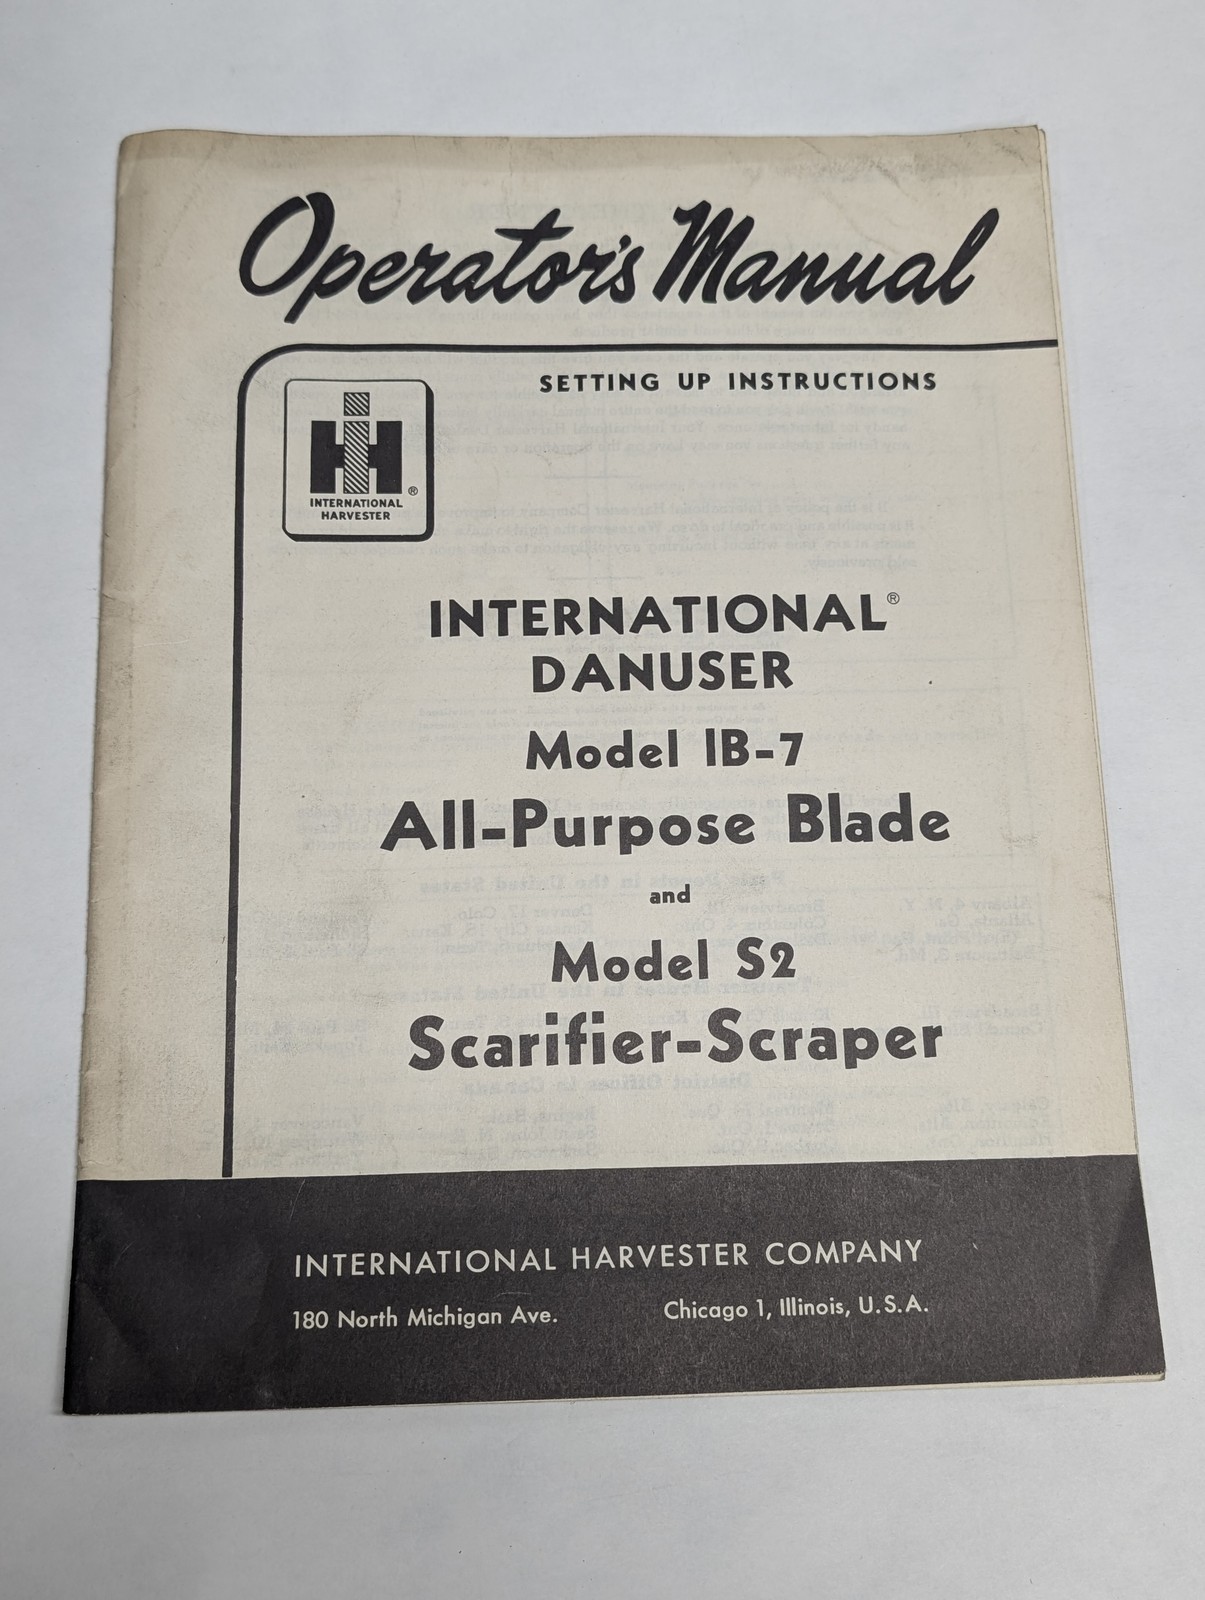 Operator's Manual
SETTING UP INSTRUCTIONS
IH ®
INTERNATIONAL
HARVESTER
INTERNATIONAL®
DANUSER
Model IB-7
All-Purpose Blade
and
Model S2
Scarifier-Scraper
INTERNATIONAL HARVESTER COMPANY
180 North Michigan Ave. Chicago 1, Illinois, U.S.A.